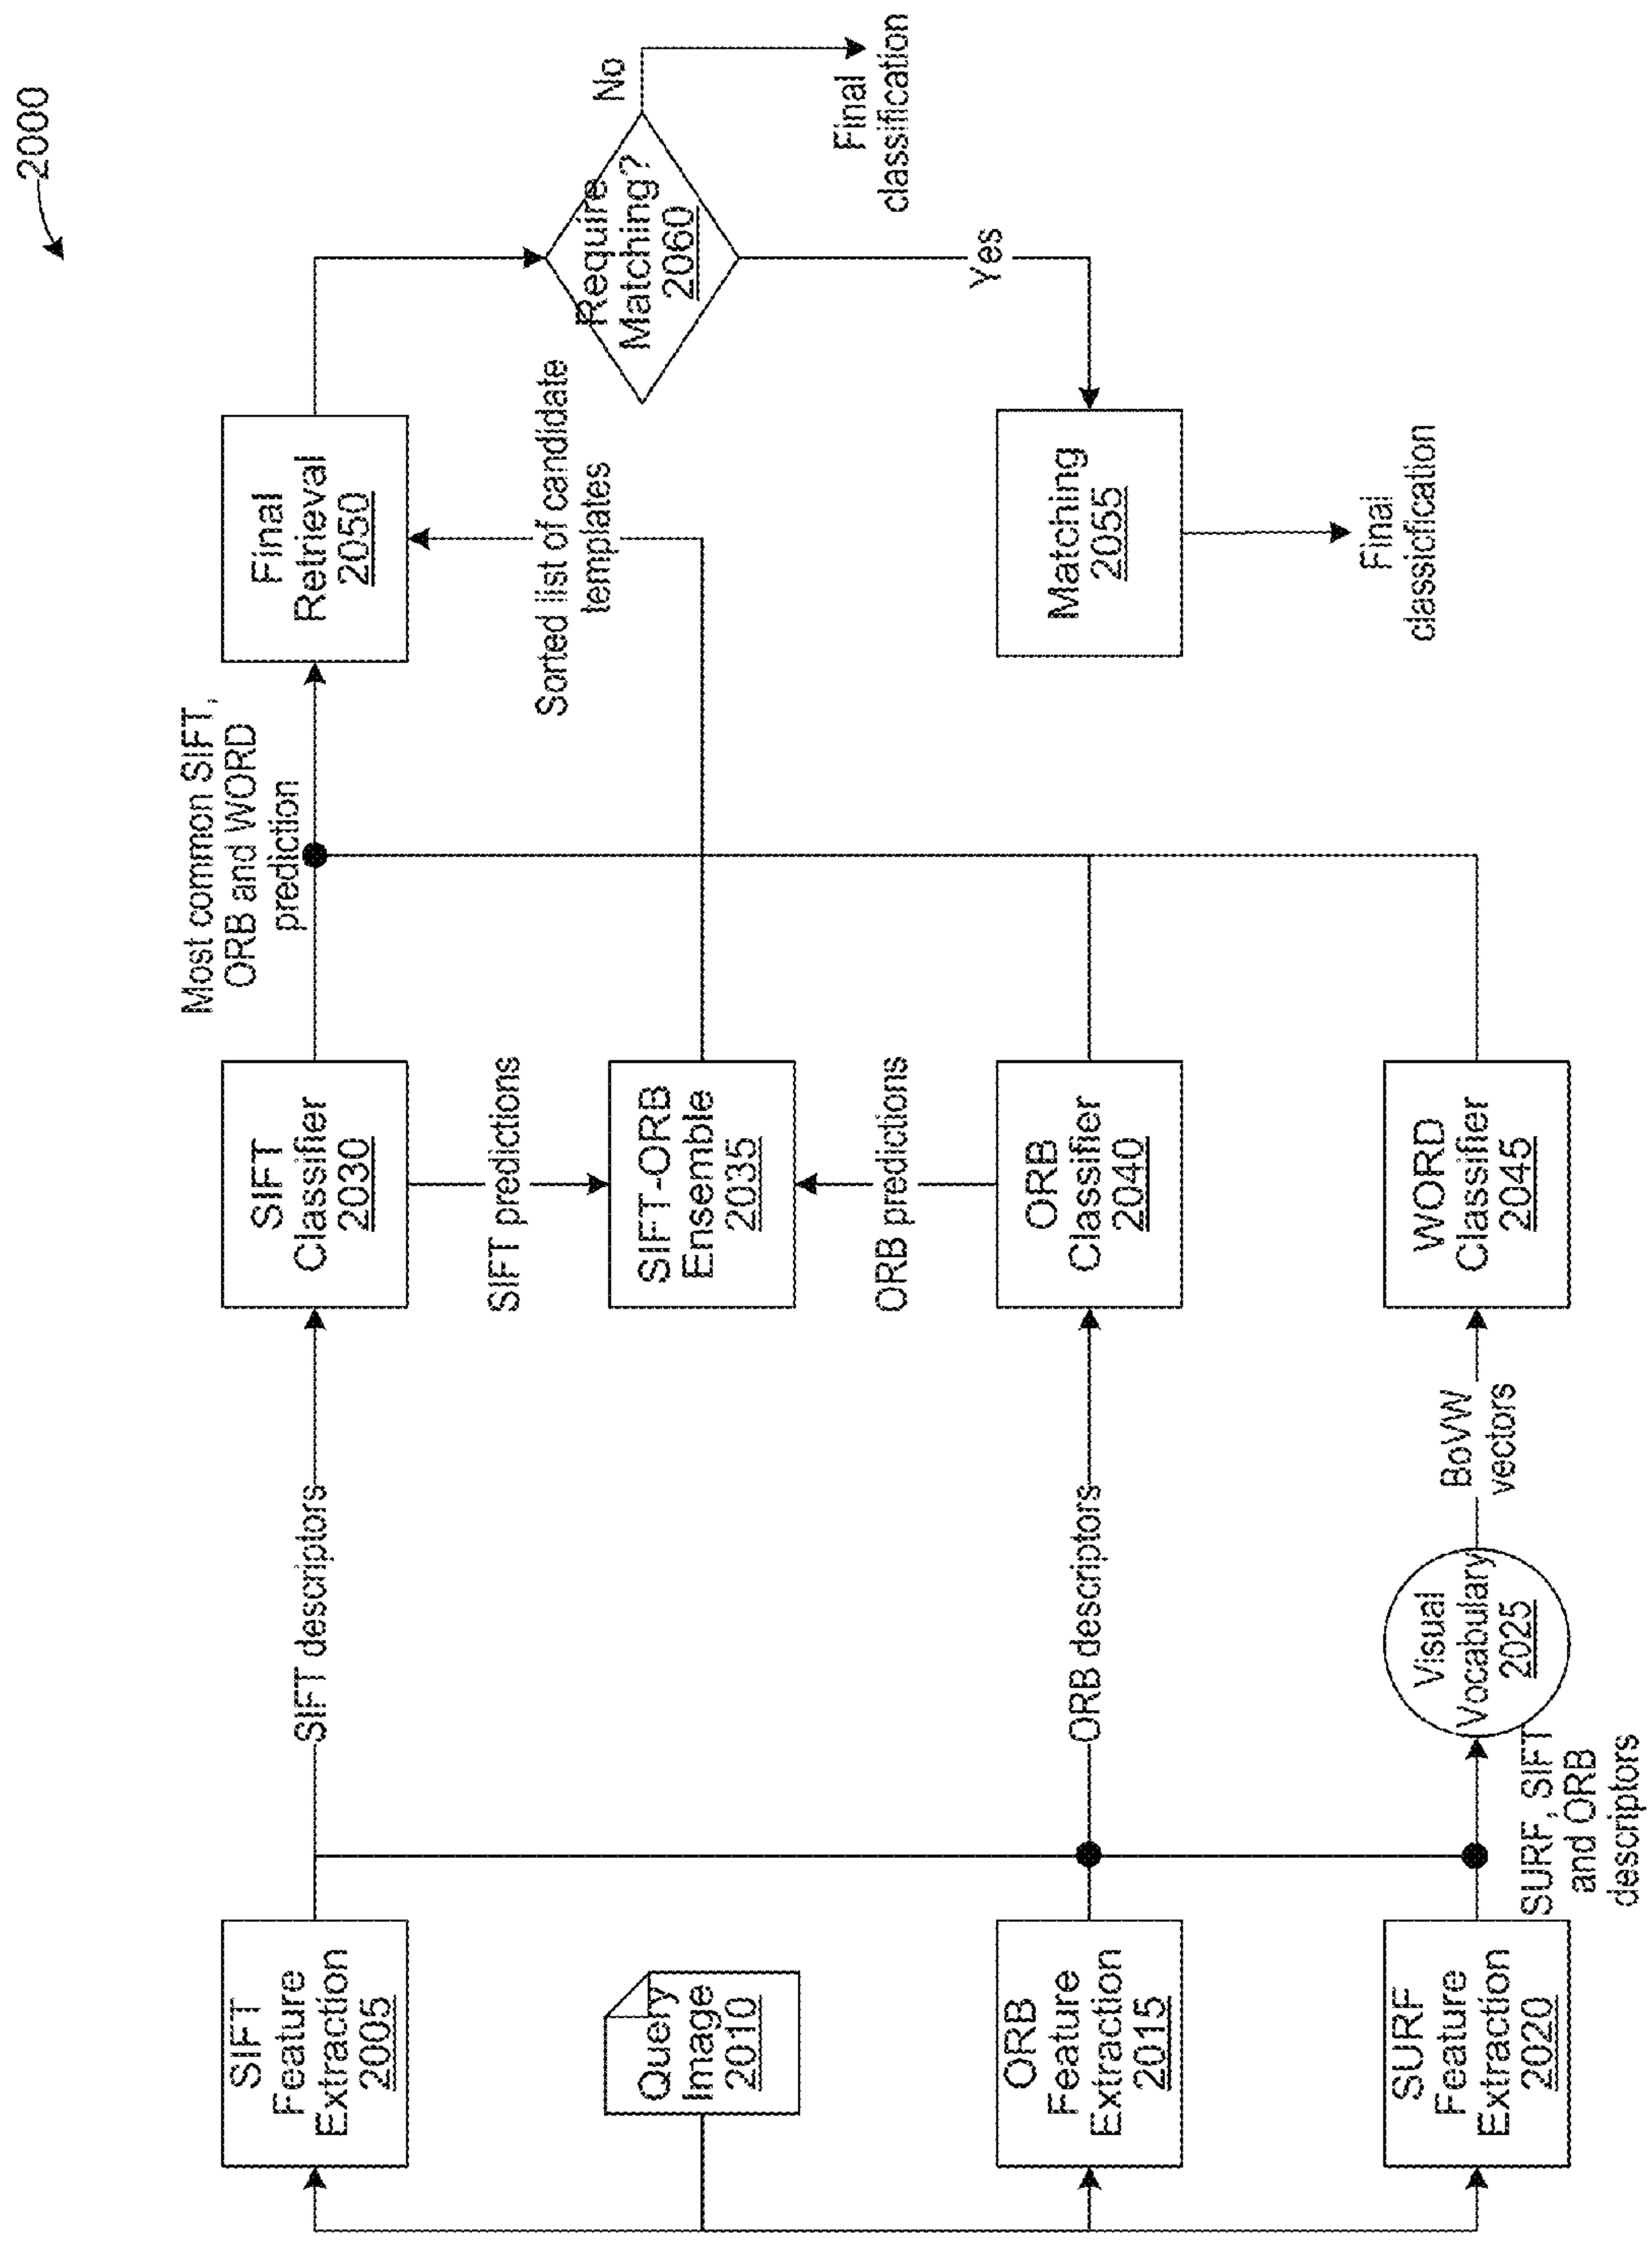 2000
SIFT
Feature
Extraction
2005
SIFT descriptors
SIFT
Classifier
2030
Most common SIFT,
ORB and WORD
prediction
Final
Retrieval
2050
Query
Image
2010
SIFT predictions
SIFT-ORB
Ensemble
2035
ORB predictions
Sorted list of candidate
templates
Require
Matching?
2060
No
Final
classification
Yes
ORB
Feature
Extraction
2015
ORB descriptors
ORB
Classifier
2040
Matching
2055
Final
classicfication
SURF
Feature
Extraction
2020
SURF, SIFT
and ORB
descriptors
Visual
Vocabulary
2025
BoVW
vectors
WORD
Classifier
2045